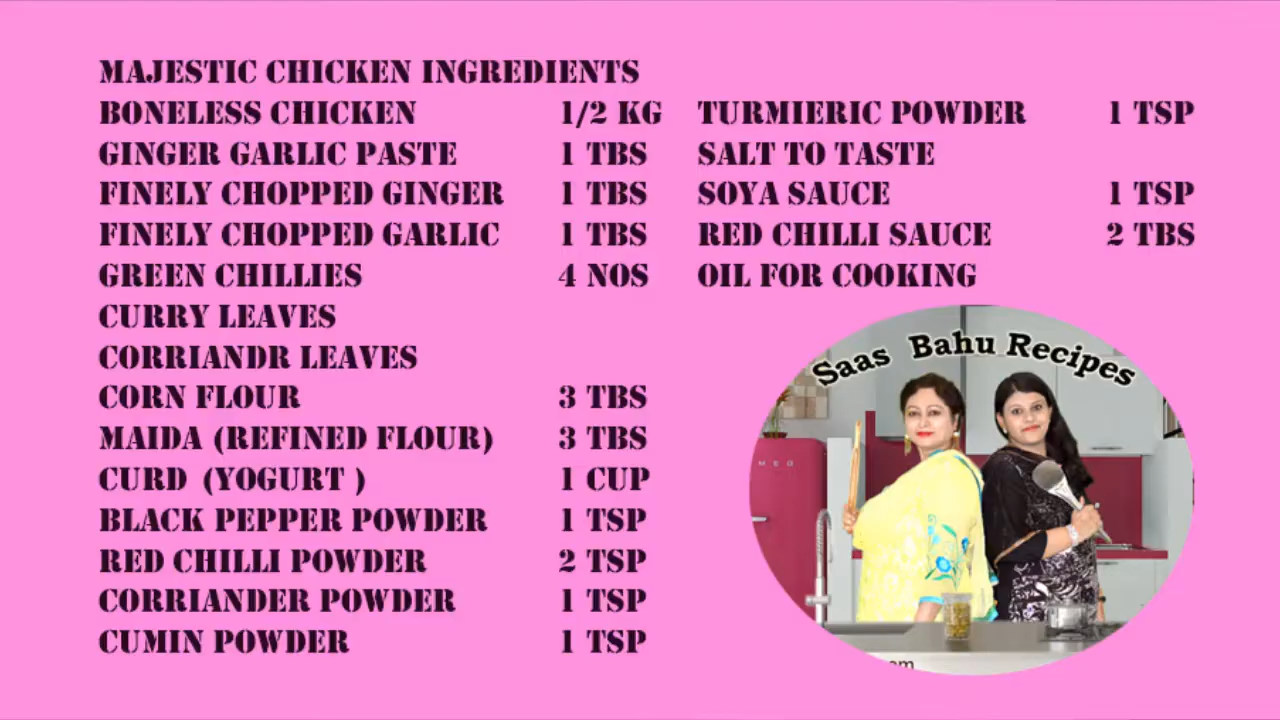 MAJESTIC CHICKEN INGREDIENTS
BONELESS CHICKEN 1/2 KG
GINGER GARLIC PASTE 1 TBS
FINELY CHOPPED GINGER 1 TBS
FINELY CHOPPED GARLIC 1 TBS
GREEN CHILLIES 4 NOS
CURRY LEAVES
CORRIANDR LEAVES
CORN FLOUR 3 TBS
MAIDA (REFINED FLOUR) 3 TBS
CURD (YOGURT ) 1 CUP
BLACK PEPPER POWDER 1 TSP
RED CHILLI POWDER 2 TSP
CORRIANDER POWDER 1 TSP
CUMIN POWDER 1 TSP
TURMIERIC POWDER 1 TSP
SALT TO TASTE
SOYA SAUCE 1 TSP
RED CHILLI SAUCE 2 TBS
OIL FOR COOKING
Saas Bahu Recipes